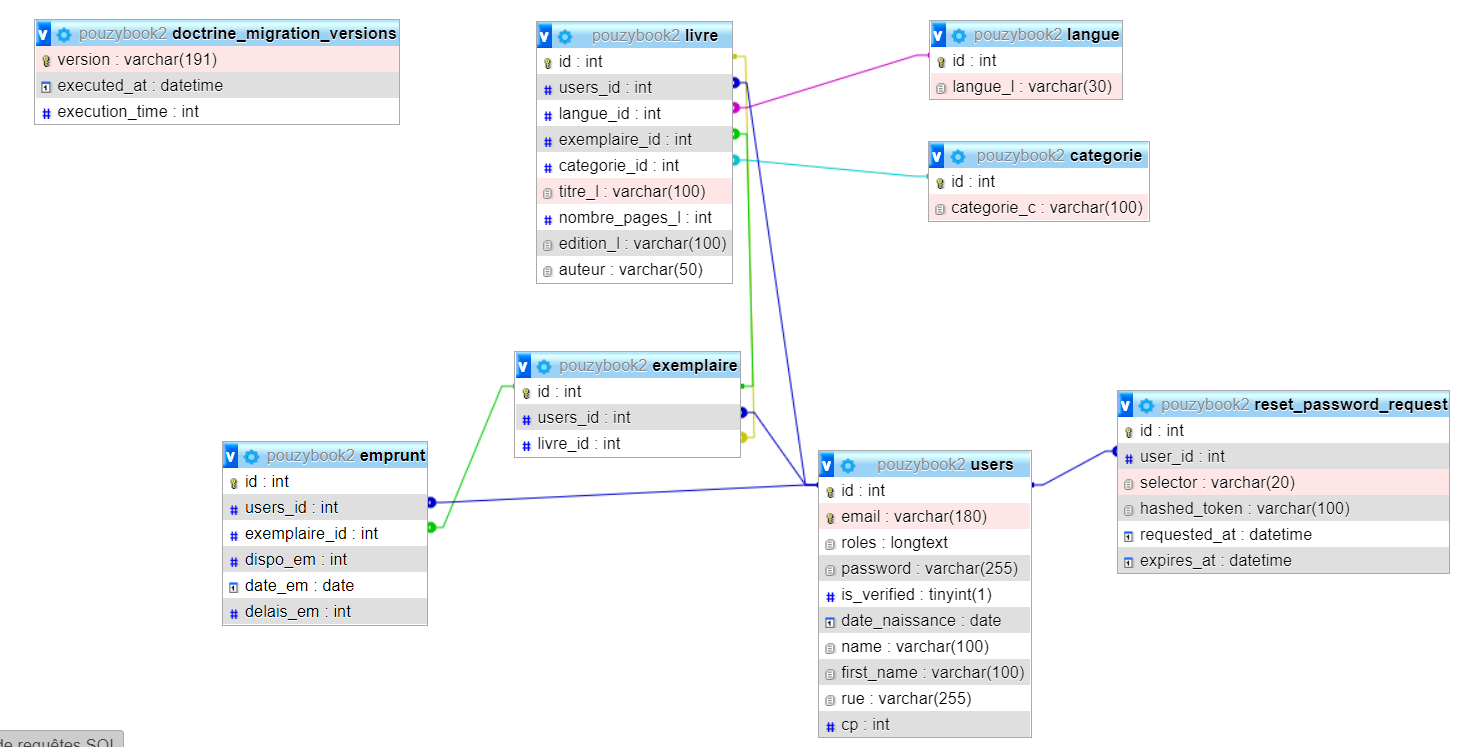 v pouzybook2 doctrine_migration_versions
version : varchar(191)
executed_at : datetime
# execution_time : int
v pouzybook2 livre
id : int
# users_id : int
# langue_id : int
# exemplaire_id : int
# categorie_id : int
titre_l : varchar(100)
# nombre_pages_l : int
edition_l : varchar(100)
auteur : varchar(50)
v pouzybook2 langue
id : int
langue_l : varchar(30)
v pouzybook2 categorie
id : int
categorie_c : varchar(100)
v pouzybook2 exemplaire
id : int
# users_id : int
# livre_id : int
v pouzybook2 emprunt
id : int
# users_id : int
# exemplaire_id : int
# dispo_em : int
date_em : date
# delais_em : int
v pouzybook2 users
id : int
email : varchar(180)
roles : longtext
password : varchar(255)
# is_verified : tinyint(1)
date_naissance : date
name : varchar(100)
first_name : varchar(100)
rue : varchar(255)
# cp : int
v pouzybook2 reset_password_request
id : int
# user_id : int
selector : varchar(20)
hashed_token : varchar(100)
requested_at : datetime
expires_at : datetime
de requêtes SQL